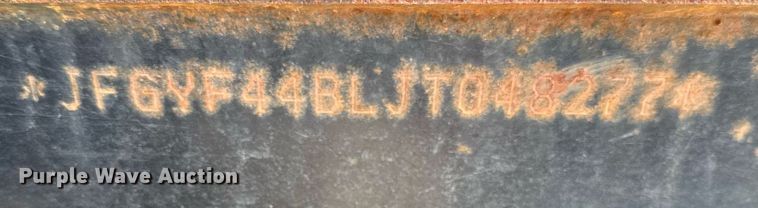 *JFGYF44BLJT048277*
Purple Wave Auction